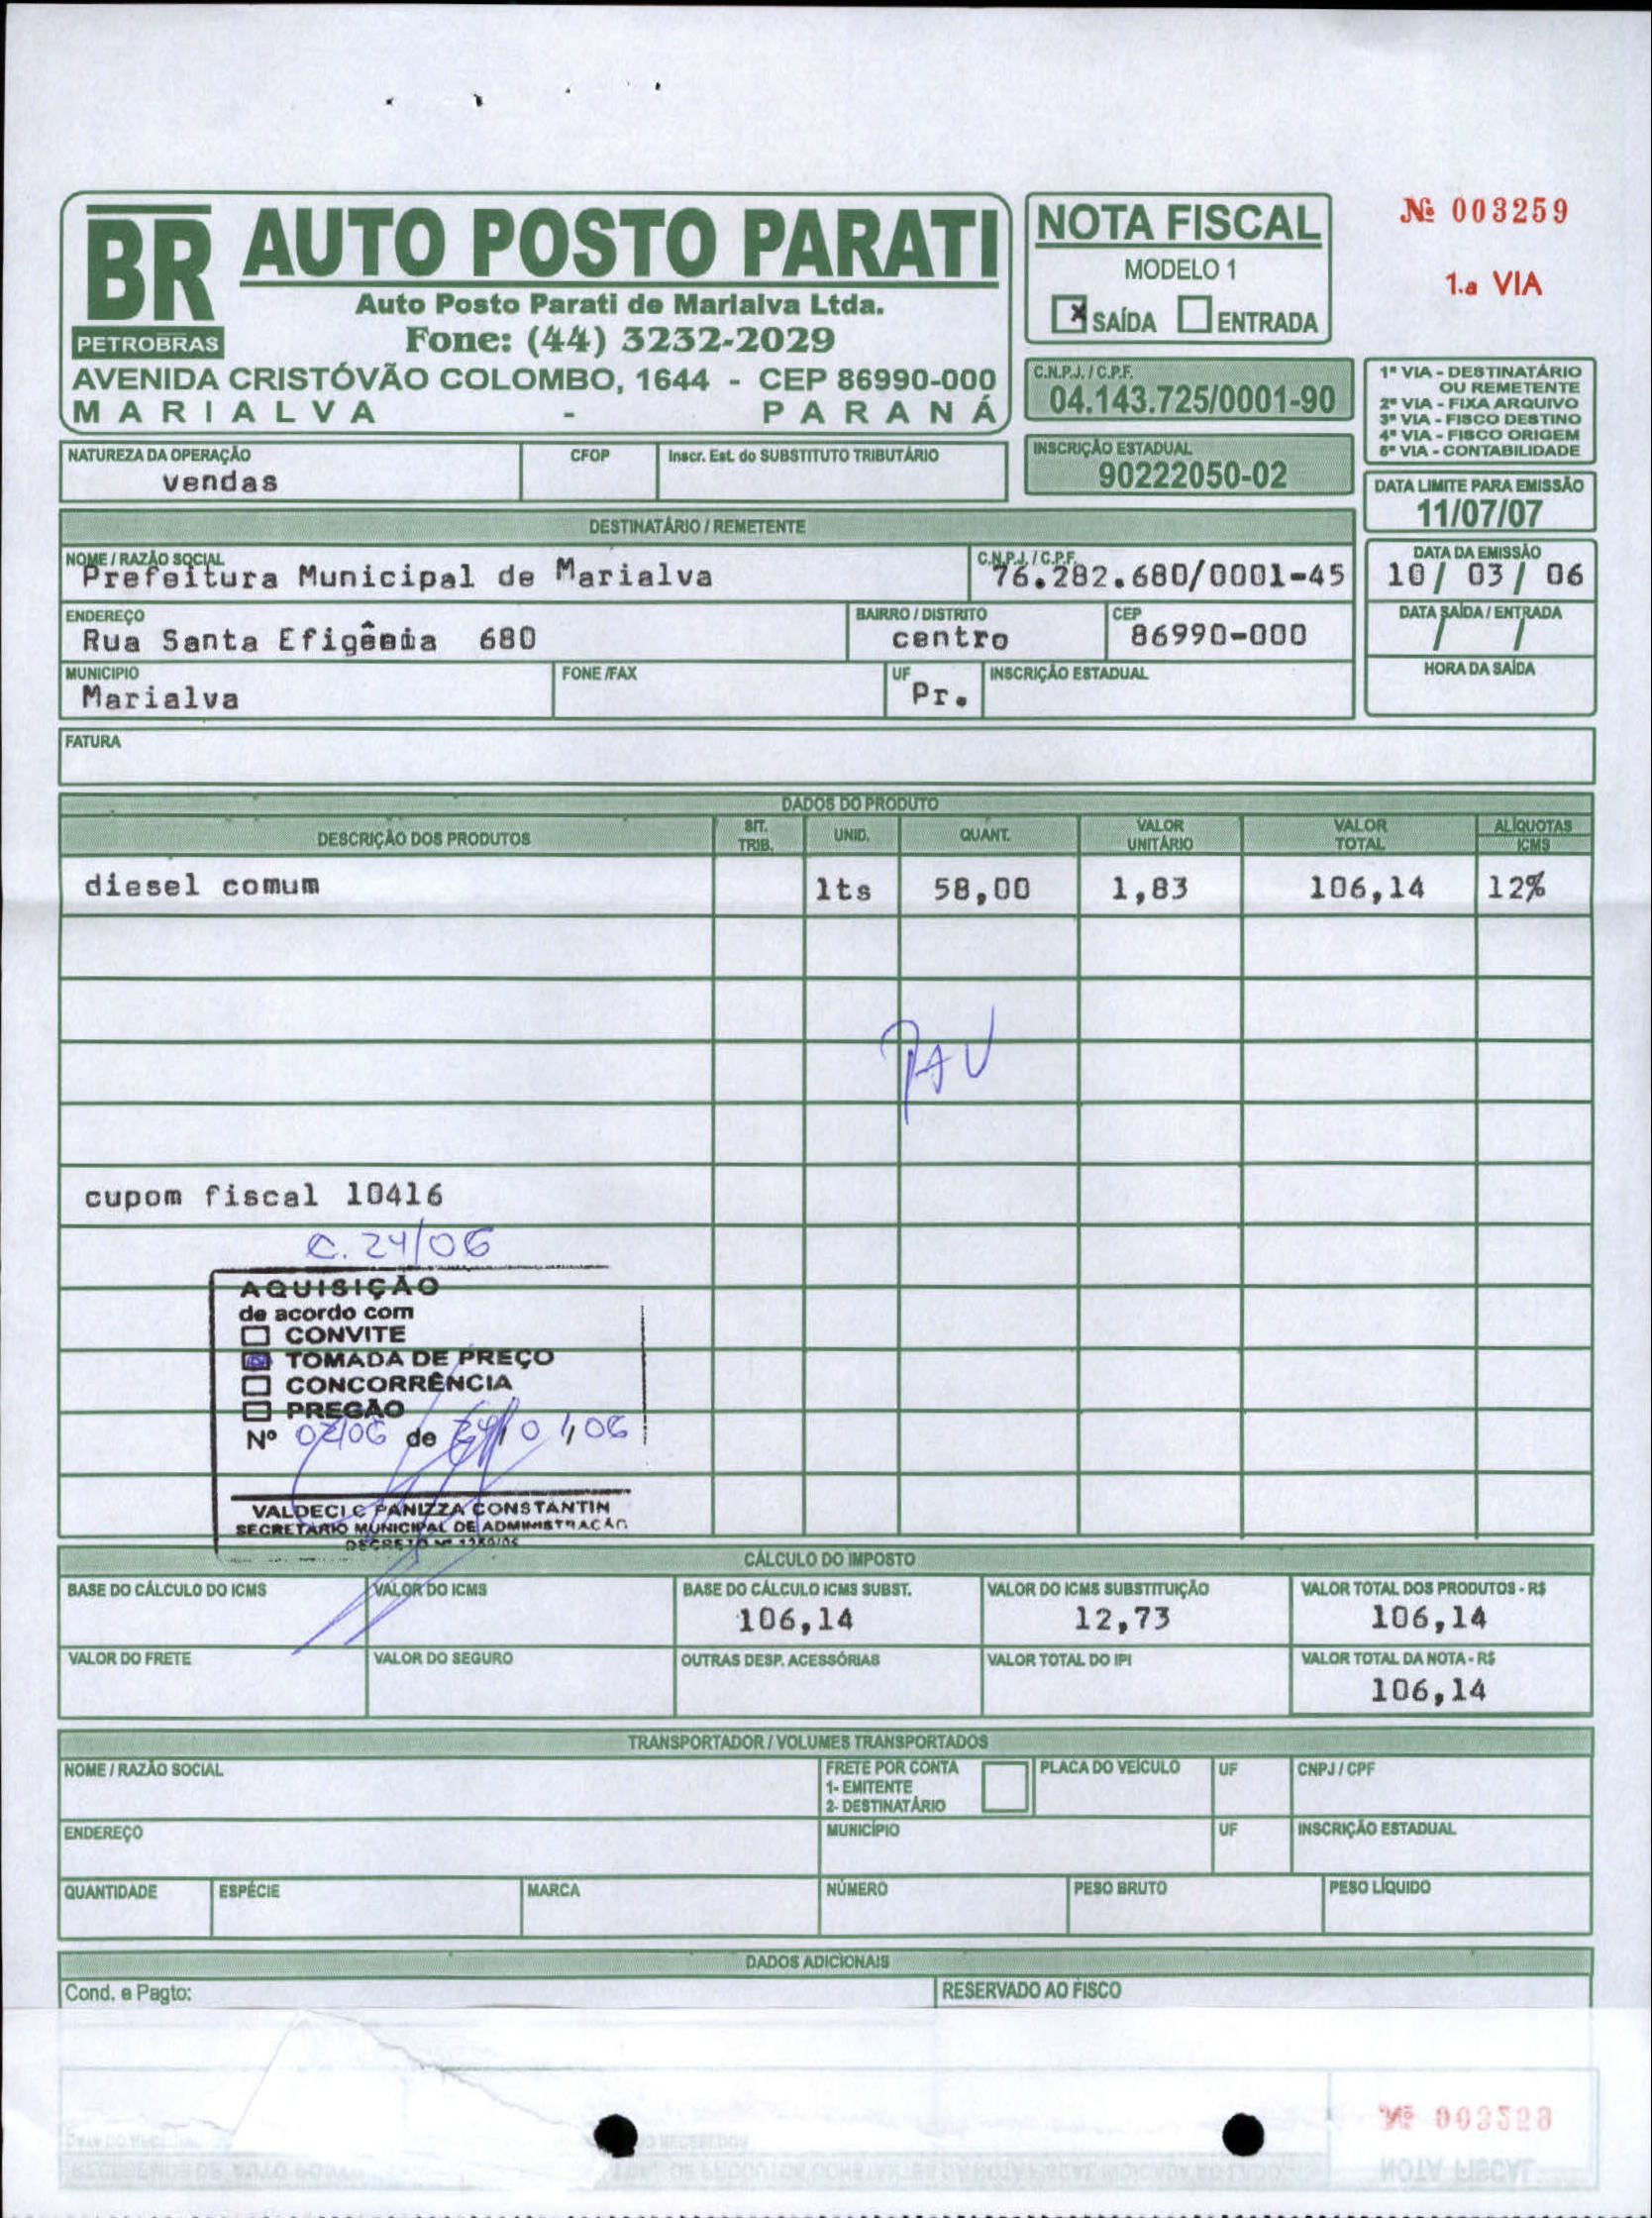 BR AUTO POSTO PARATI
PETROBRAS
Auto Posto Parati de Marialva Ltda.
Fone: (44) 3232-2029
AVENIDA CRISTÓVÃO COLOMBO, 1644 - CEP 86990-000
MARIALVA - PARANÁ
NOTA FISCAL
MODELO 1
x SAÍDA ENTRADA
Nº 003259
1.a VIA
C.N.P.J. / C.P.F.
04.143.725/0001-90
INSCRIÇÃO ESTADUAL
90222050-02
1ª VIA - DESTINATÁRIO
OU REMETENTE
2ª VIA - FIXA ARQUIVO
3ª VIA - FISCO DESTINO
4ª VIA - FISCO ORIGEM
5ª VIA - CONTABILIDADE
DATA LIMITE PARA EMISSÃO
11/07/07
NATUREZA DA OPERAÇÃO CFOP Inscr. Est. do SUBSTITUTO TRIBUTÁRIO
vendas
DESTINATÁRIO / REMETENTE
NOME / RAZÃO SOCIAL C.N.P.J. / C.P.F. DATA DA EMISSÃO
Prefeitura Municipal de Marialva 76.282.680/0001-45 10/ 03/ 06
ENDEREÇO BAIRRO / DISTRITO CEP DATA SAÍDA / ENTRADA
Rua Santa Efigênia 680 centro 86990-000 / /
MUNICIPIO FONE /FAX UF INSCRIÇÃO ESTADUAL HORA DA SAÍDA
Marialva Pr.
FATURA
DADOS DO PRODUTO
DESCRIÇÃO DOS PRODUTOS SIT. TRIB. UNID. QUANT. VALOR UNITÁRIO VALOR TOTAL ALÍQUOTAS ICMS
diesel comum lts 58,00 1,83 106,14 12%
PAV
cupom fiscal 10416
C. 24/06
AQUISIÇÃO
de acordo com
CONVITE
TOMADA DE PREÇO
CONCORRÊNCIA
PREGÃO
Nº 02/06 de 24/01/06
VALDECI C PANIZZA CONSTANTIN
SECRETARIO MUNICIPAL DE ADMINISTRAÇÃO
DECRETO Nº
CÁLCULO DO IMPOSTO
BASE DO CÁLCULO DO ICMS VALOR DO ICMS BASE DO CÁLCULO ICMS SUBST. VALOR DO ICMS SUBSTITUIÇÃO VALOR TOTAL DOS PRODUTOS - R$
106,14 12,73 106,14
VALOR DO FRETE VALOR DO SEGURO OUTRAS DESP. ACESSÓRIAS VALOR TOTAL DO IPI VALOR TOTAL DA NOTA - R$
106,14
TRANSPORTADOR / VOLUMES TRANSPORTADOS
NOME / RAZÃO SOCIAL FRETE POR CONTA PLACA DO VEÍCULO UF CNPJ / CPF
1- EMITENTE
2- DESTINATÁRIO
ENDEREÇO MUNICÍPIO UF INSCRIÇÃO ESTADUAL
QUANTIDADE ESPÉCIE MARCA NÚMERO PESO BRUTO PESO LÍQUIDO
DADOS ADICIONAIS
Cond. e Pagto: RESERVADO AO FISCO
Nº 003259
NOTA FISCAL